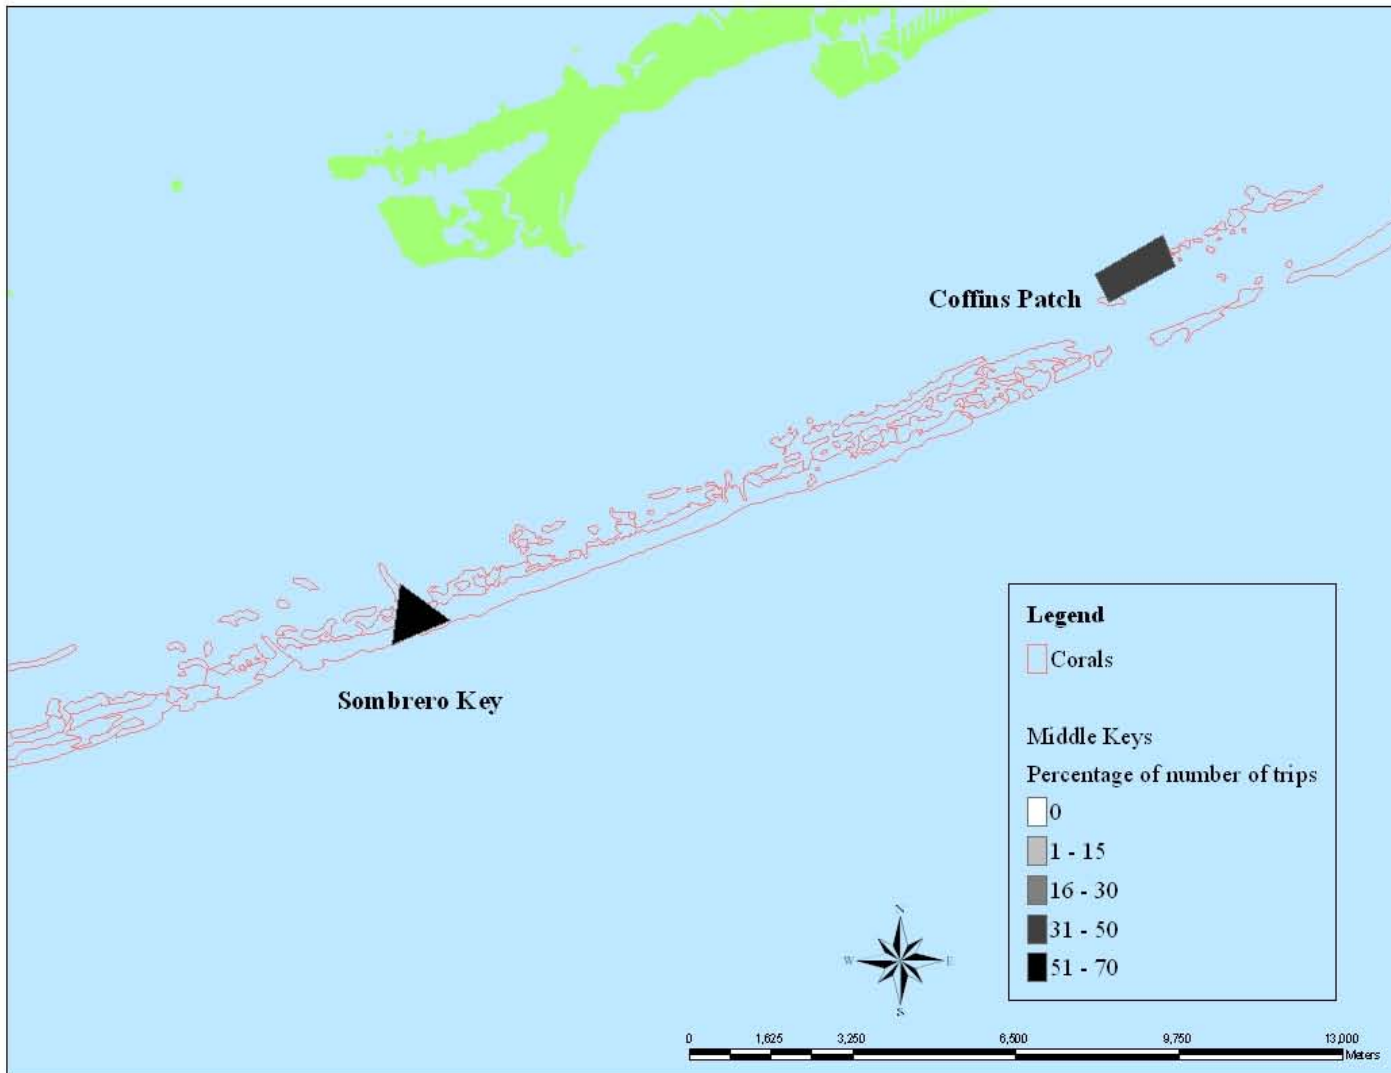 Coffins Patch
Sombrero Key
Legend
Corals
Middle Keys
Percentage of number of trips
0
1 - 15
16 - 30
31 - 50
51 - 70
N
W E
S
0 1,625 3,250 6,500 9,750 13,000
Meters